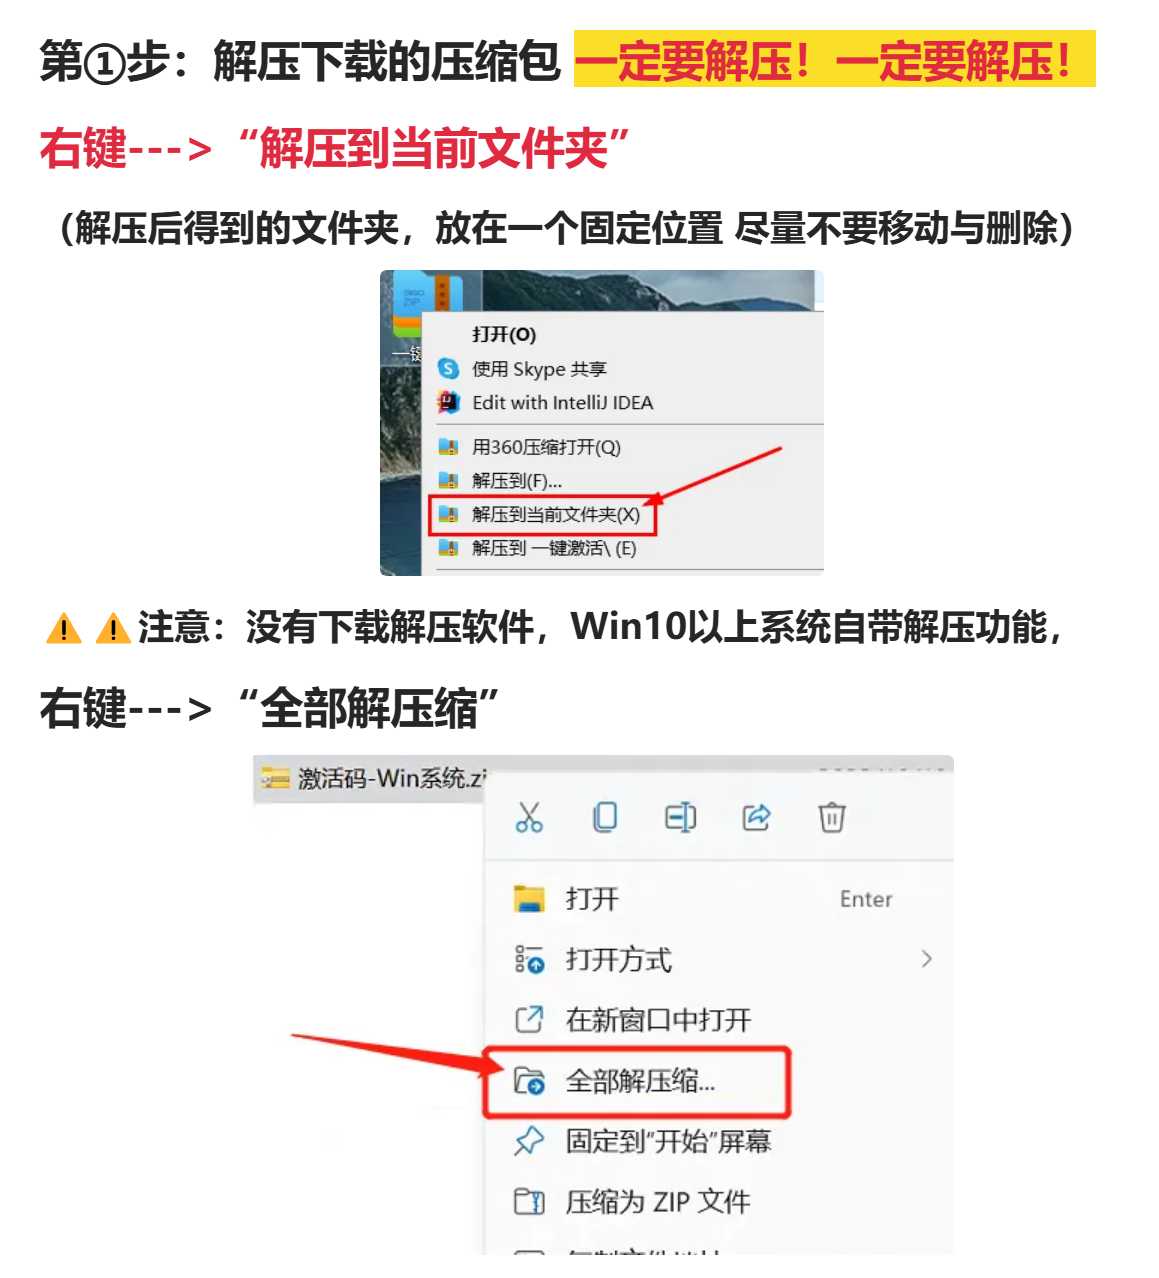 第①步：解压下载的压缩包 一定要解压！一定要解压！
右键---> “解压到当前文件夹”
（解压后得到的文件夹，放在一个固定位置 尽量不要移动与删除）
360
ZIP
一键
打开(O)
使用 Skype 共享
Edit with IntelliJ IDEA
用360压缩打开(Q)
解压到(F)...
解压到当前文件夹(X)
解压到 一键激活\ (E)
注意：没有下载解压软件，Win10以上系统自带解压功能，
右键---> “全部解压缩”
激活码-Win系统.zi
打开 Enter
打开方式
在新窗口中打开
全部解压缩...
固定到"开始"屏幕
压缩为 ZIP 文件